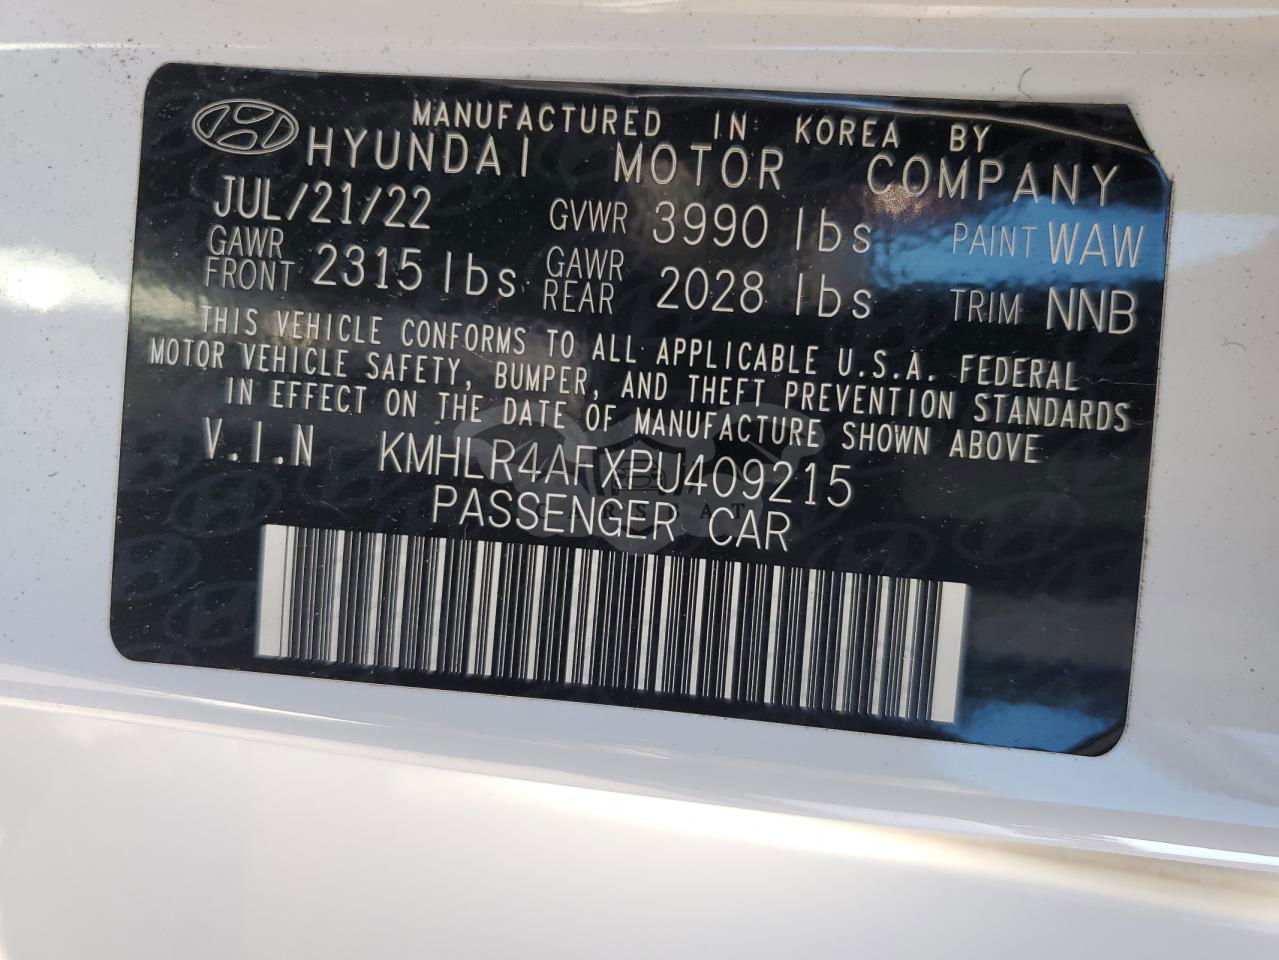 MANUFACTURED IN KOREA BY
HYUNDAI MOTOR COMPANY
JUL/21/22 GVWR 3990 lbs PAINT WAW
GAWR FRONT 2315 lbs GAWR REAR 2028 lbs TRIM NNB
THIS VEHICLE CONFORMS TO ALL APPLICABLE U.S.A. FEDERAL
MOTOR VEHICLE SAFETY, BUMPER, AND THEFT PREVENTION STANDARDS
IN EFFECT ON THE DATE OF MANUFACTURE SHOWN ABOVE
V.I.N KMHLR4AFXPU409215
PASSENGER CAR